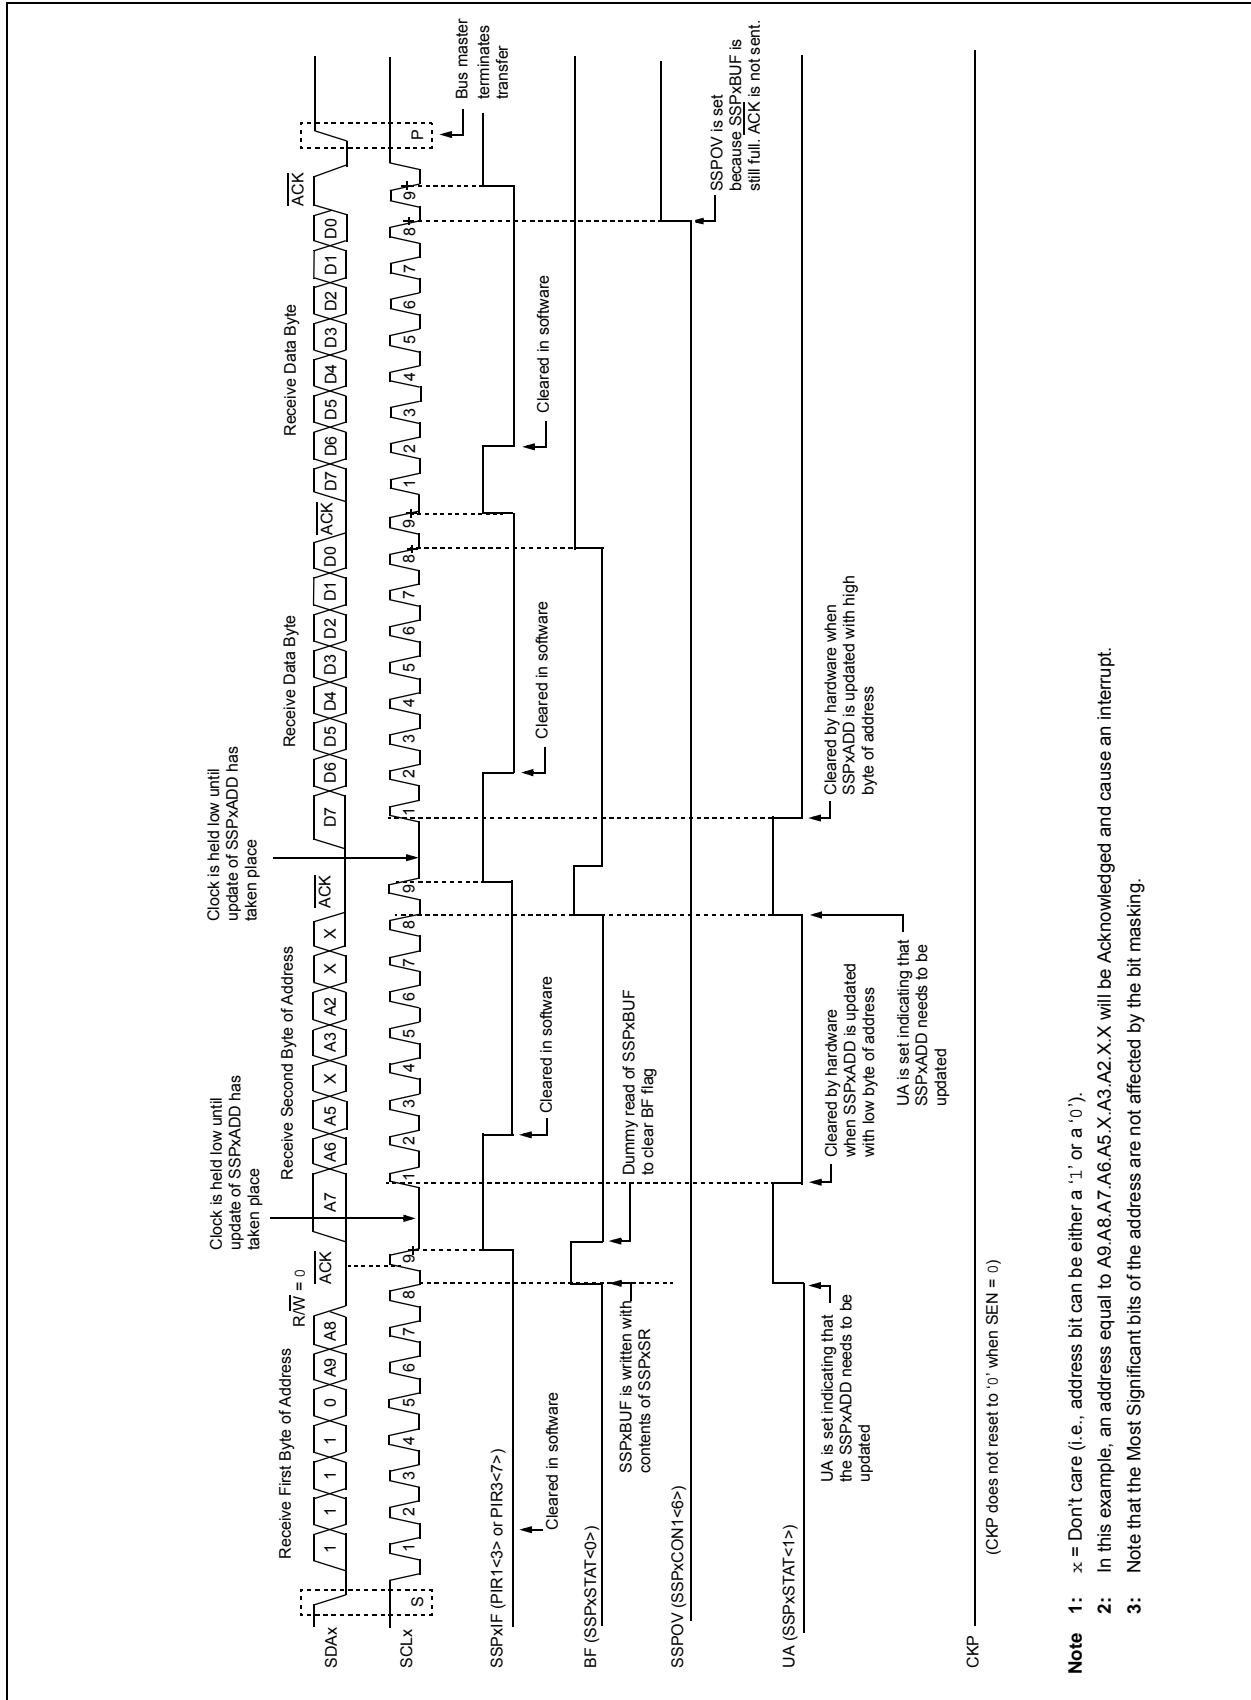 Receive First Byte of Address
R/W = 0
ACK
Clock is held low until
update of SSPxADD has
taken place
Receive Second Byte of Address
ACK
Clock is held low until
update of SSPxADD has
taken place
Receive Data Byte
ACK
Receive Data Byte
ACK
SDAx
1 1 1 1 0 A9 A8 A7 A6 A5 X A3 A2 X X D7 D6 D5 D4 D3 D2 D1 D0 D7 D6 D5 D4 D3 D2 D1 D0
SCLx
S 1 2 3 4 5 6 7 8 9 1 2 3 4 5 6 7 8 9 1 2 3 4 5 6 7 8 9 1 2 3 4 5 6 7 8 9 P
Bus master
terminates
transfer
SSPxIF (PIR1<3> or PIR3<7>)
Cleared in software
Cleared in software
Cleared in software
Cleared in software
BF (SSPxSTAT<0>)
SSPxBUF is written with
contents of SSPxSR
Dummy read of SSPxBUF
to clear BF flag
SSPOV (SSPxCON1<6>)
SSPOV is set
because SSPxBUF is
still full. ACK is not sent.
UA (SSPxSTAT<1>)
UA is set indicating that
the SSPxADD needs to be
updated
Cleared by hardware
when SSPxADD is updated
with low byte of address
UA is set indicating that
SSPxADD needs to be
updated
Cleared by hardware when
SSPxADD is updated with high
byte of address
CKP
(CKP does not reset to ‘0’ when SEN = 0)
Note 1: x = Don’t care (i.e., address bit can be either a ‘1’ or a ‘0’).
2: In this example, an address equal to A9.A8.A7.A6.A5.X.A3.A2.X.X will be Acknowledged and cause an interrupt.
3: Note that the Most Significant bits of the address are not affected by the bit masking.